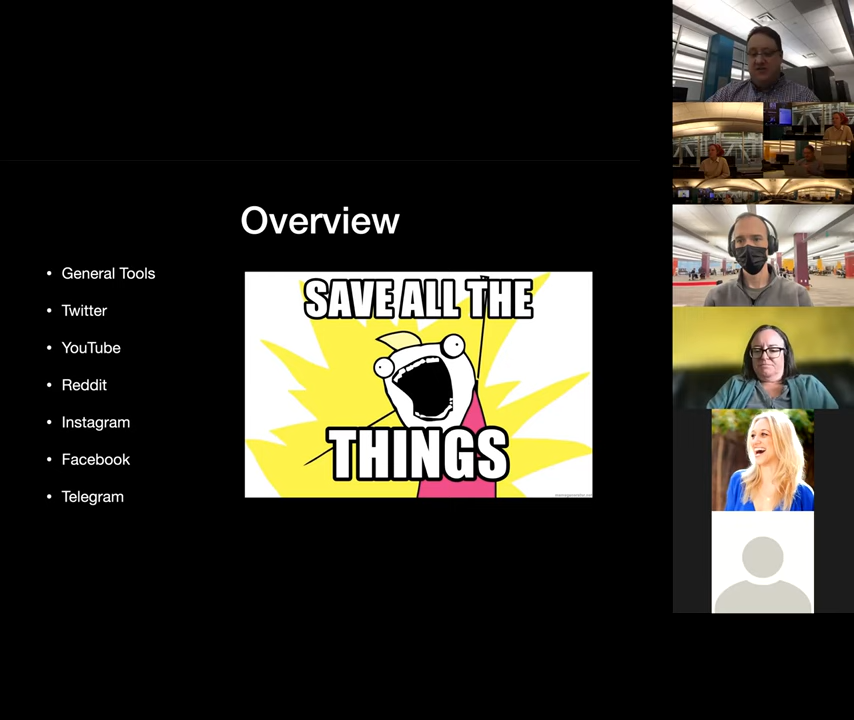 Overview
• General Tools
• Twitter
• YouTube
• Reddit
• Instagram
• Facebook
• Telegram
SAVE ALL THE
THINGS